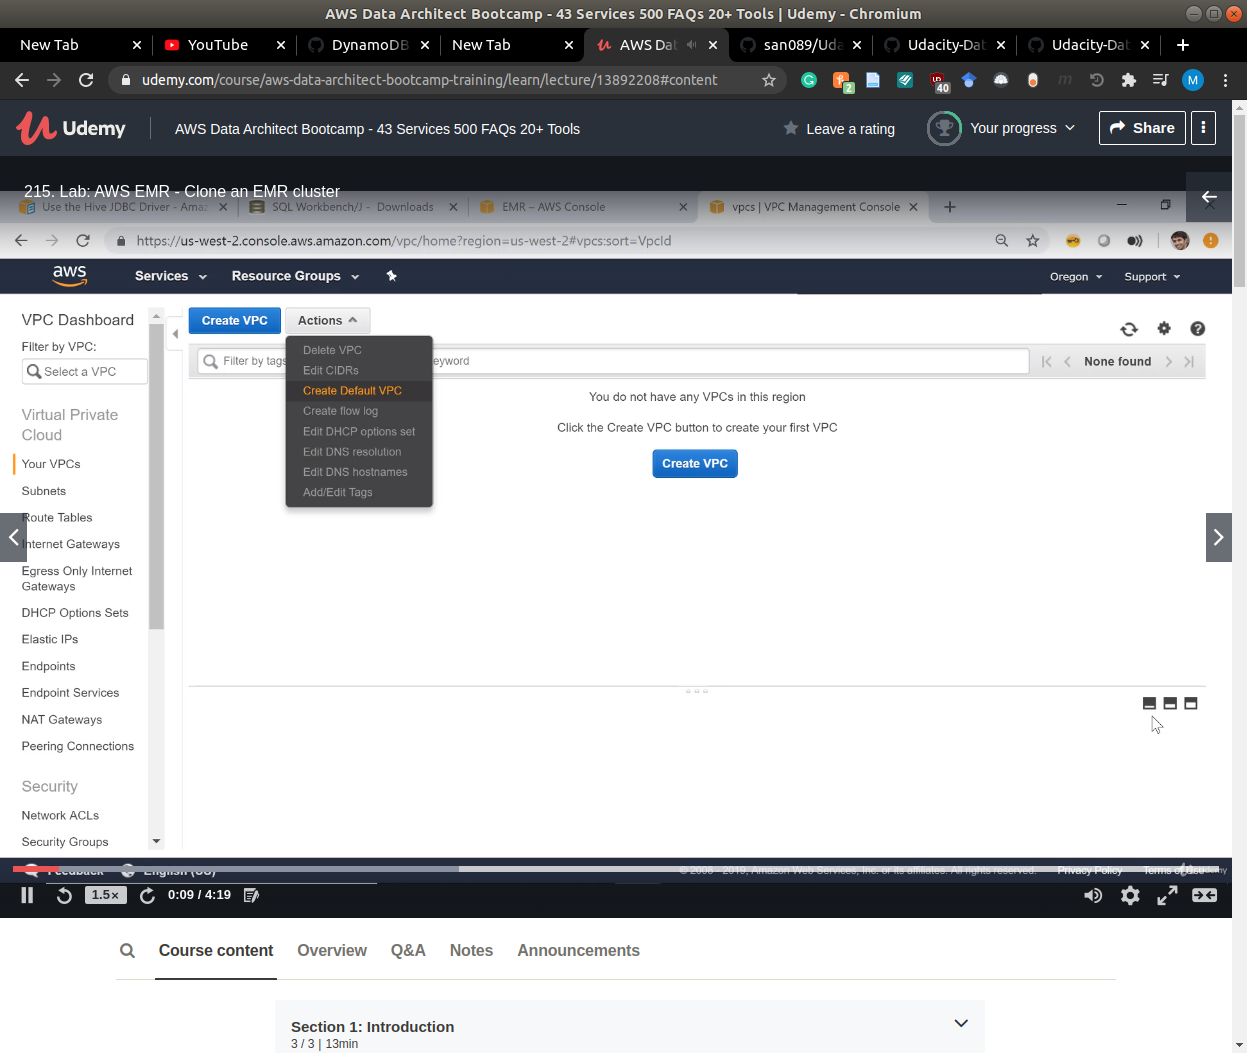 AWS Data Architect Bootcamp - 43 Services 500 FAQs 20+ Tools | Udemy - Chromium
New Tab YouTube DynamoDB New Tab AWS Dat san089/Uda Udacity-Dat Udacity-Dat
udemy.com/course/aws-data-architect-bootcamp-training/learn/lecture/13892208#content
2
40
M
Udemy AWS Data Architect Bootcamp - 43 Services 500 FAQs 20+ Tools Leave a rating Your progress Share
215. Lab: AWS EMR - Clone an EMR cluster
Use the Hive JDBC Driver - Amaz SQL Workbench/J - Downloads EMR – AWS Console vpcs | VPC Management Console
https://us-west-2.console.aws.amazon.com/vpc/home?region=us-west-2#vpcs:sort=VpcId
aws Services Resource Groups Oregon Support
VPC Dashboard
Filter by VPC:
Select a VPC
Virtual Private
Cloud
Your VPCs
Subnets
Route Tables
Internet Gateways
Egress Only Internet
Gateways
DHCP Options Sets
Elastic IPs
Endpoints
Endpoint Services
NAT Gateways
Peering Connections
Security
Network ACLs
Security Groups
Create VPC Actions
Filter by tags eyword None found
Delete VPC
Edit CIDRs
Create Default VPC
Create flow log
Edit DHCP options set
Edit DNS resolution
Edit DNS hostnames
Add/Edit Tags
You do not have any VPCs in this region
Click the Create VPC button to create your first VPC
Create VPC
Feedback English (US) © 2008 - 2019, Amazon Web Services, Inc. or its affiliates. All rights reserved. Privacy Policy Terms of Use Udemy
1.5× 0:09 / 4:19
Course content Overview Q&A Notes Announcements
Section 1: Introduction
3 / 3 | 13min